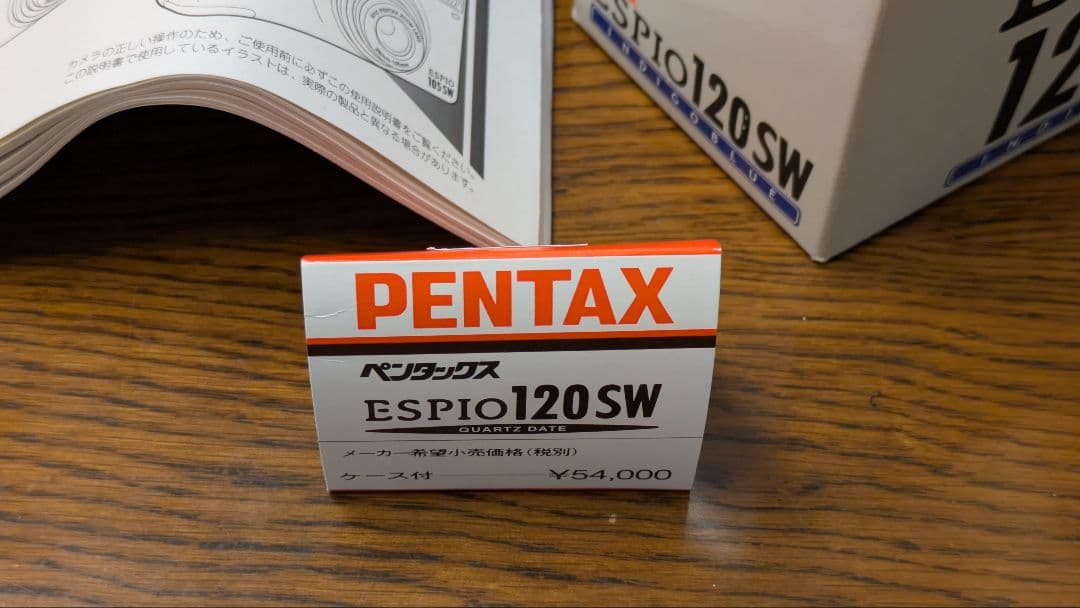 ESPIO
105SW
カメラの正しい操作のため、ご使用前に必ずこの使用説明書をご覧ください。
この説明書で使用しているイラストは、実際の製品と異なる場合があります。
ESPIO120SW
INDIGOBLUE
12
PENTAX
ペンタックス
ESPIO120SW
QUARTZ DATE
メーカー希望小売価格(税別)
ケース付 ¥54,000